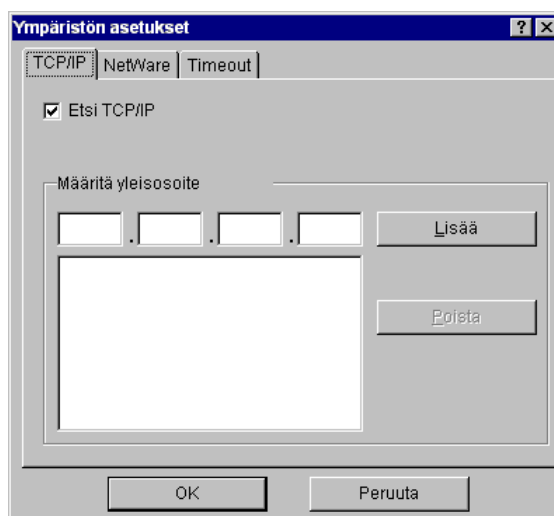 Ympäristön asetukset
TCP/IP NetWare Timeout
Etsi TCP/IP
Määritä yleisosoite
. . . Lisää
Poista
OK Peruuta